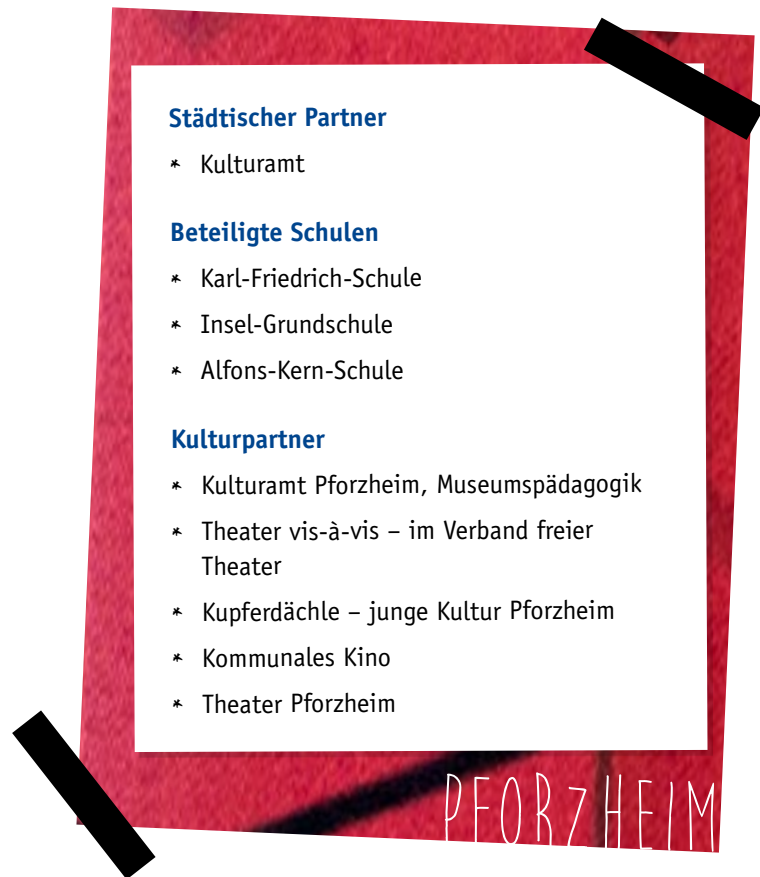 Städtischer Partner
* Kulturamt
Beteiligte Schulen
* Karl-Friedrich-Schule
* Insel-Grundschule
* Alfons-Kern-Schule
Kulturpartner
* Kulturamt Pforzheim, Museumspädagogik
* Theater vis-à-vis – im Verband freier
Theater
* Kupferdächle – junge Kultur Pforzheim
* Kommunales Kino
* Theater Pforzheim
PFORZHEIM